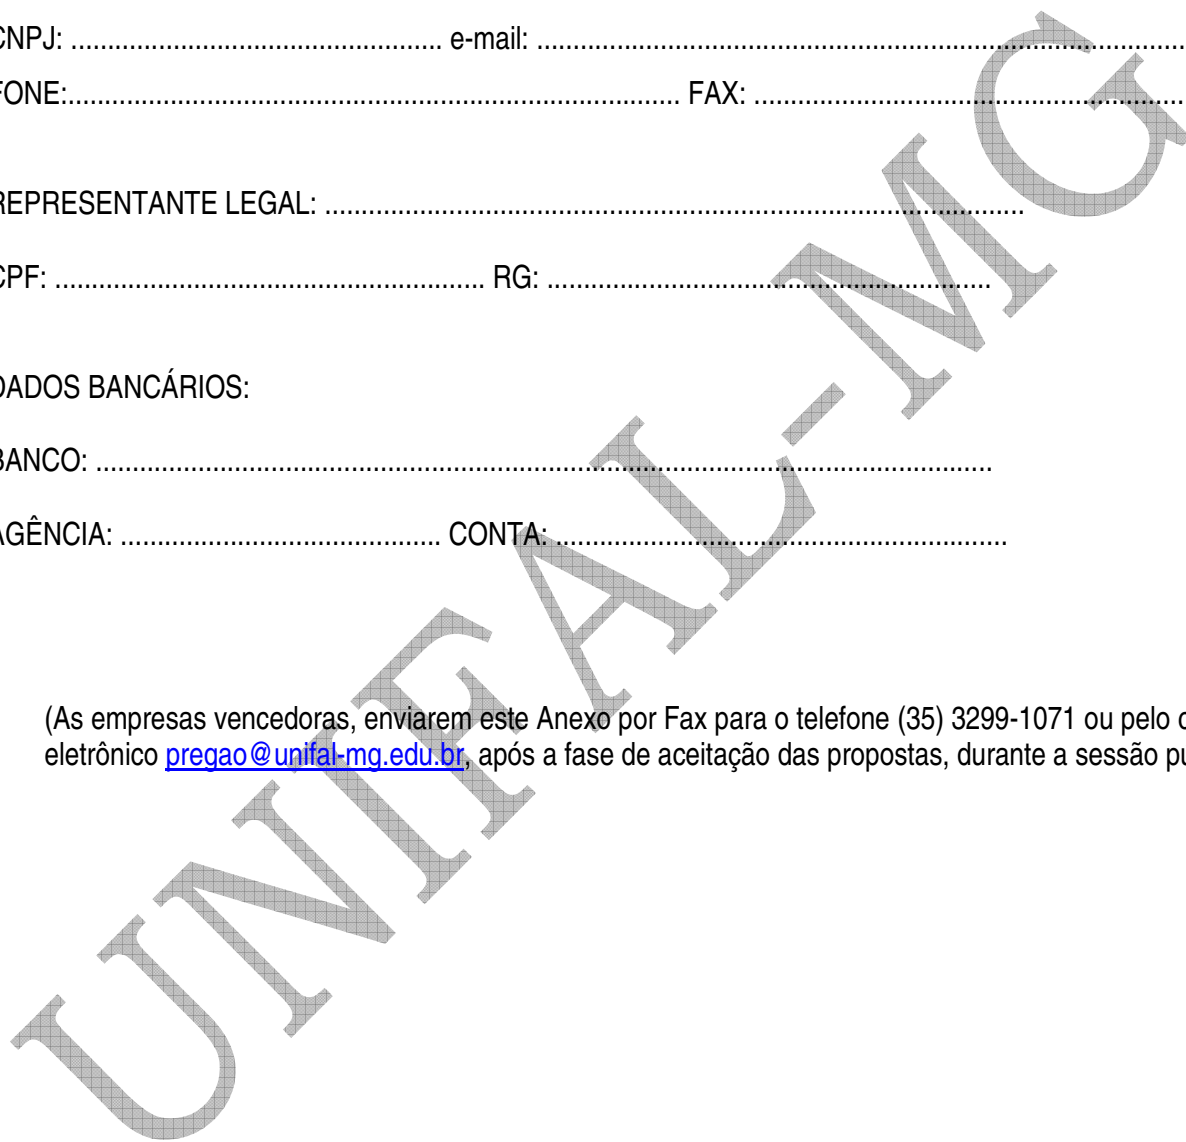 CNPJ: ................................................... e-mail: .........................................................................................
FONE:.................................................................................... FAX: ...........................................................
REPRESENTANTE LEGAL: ................................................................................................
CPF: ........................................................... RG: .............................................................
DADOS BANCÁRIOS:
BANCO: ...........................................................................................................................
AGÊNCIA: ............................................ CONTA: ..............................................................
(As empresas vencedoras, enviarem este Anexo por Fax para o telefone (35) 3299-1071 ou pelo
eletrônico pregao@unifal-mg.edu.br, após a fase de aceitação das propostas, durante a sessão
UNIFAL-MG